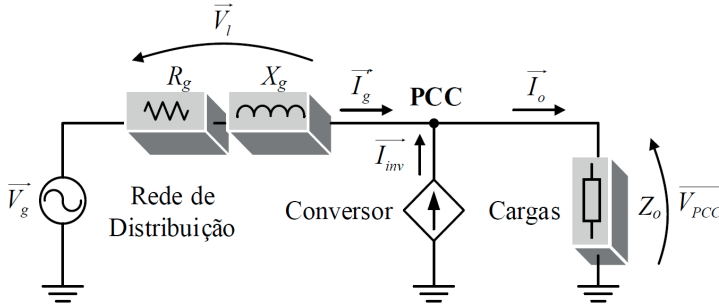 V_l
R_g
X_g
I_g
PCC
I_o
I_inv
V_g
Rede de
Distribuição
Conversor
Cargas
Z_o
V_PCC